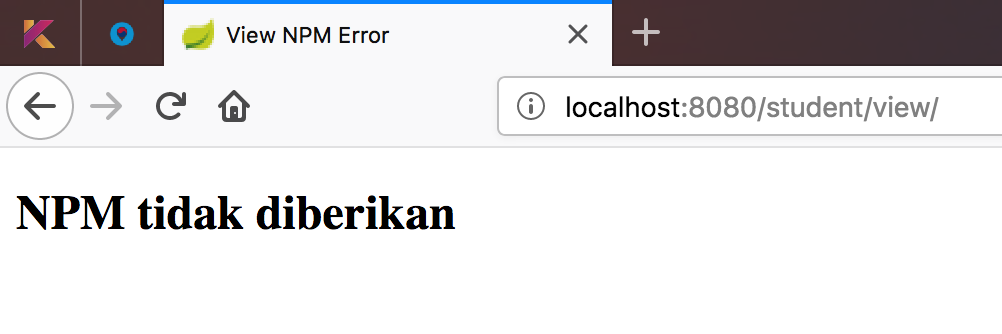 View NPM Error
localhost:8080/student/view/
NPM tidak diberikan